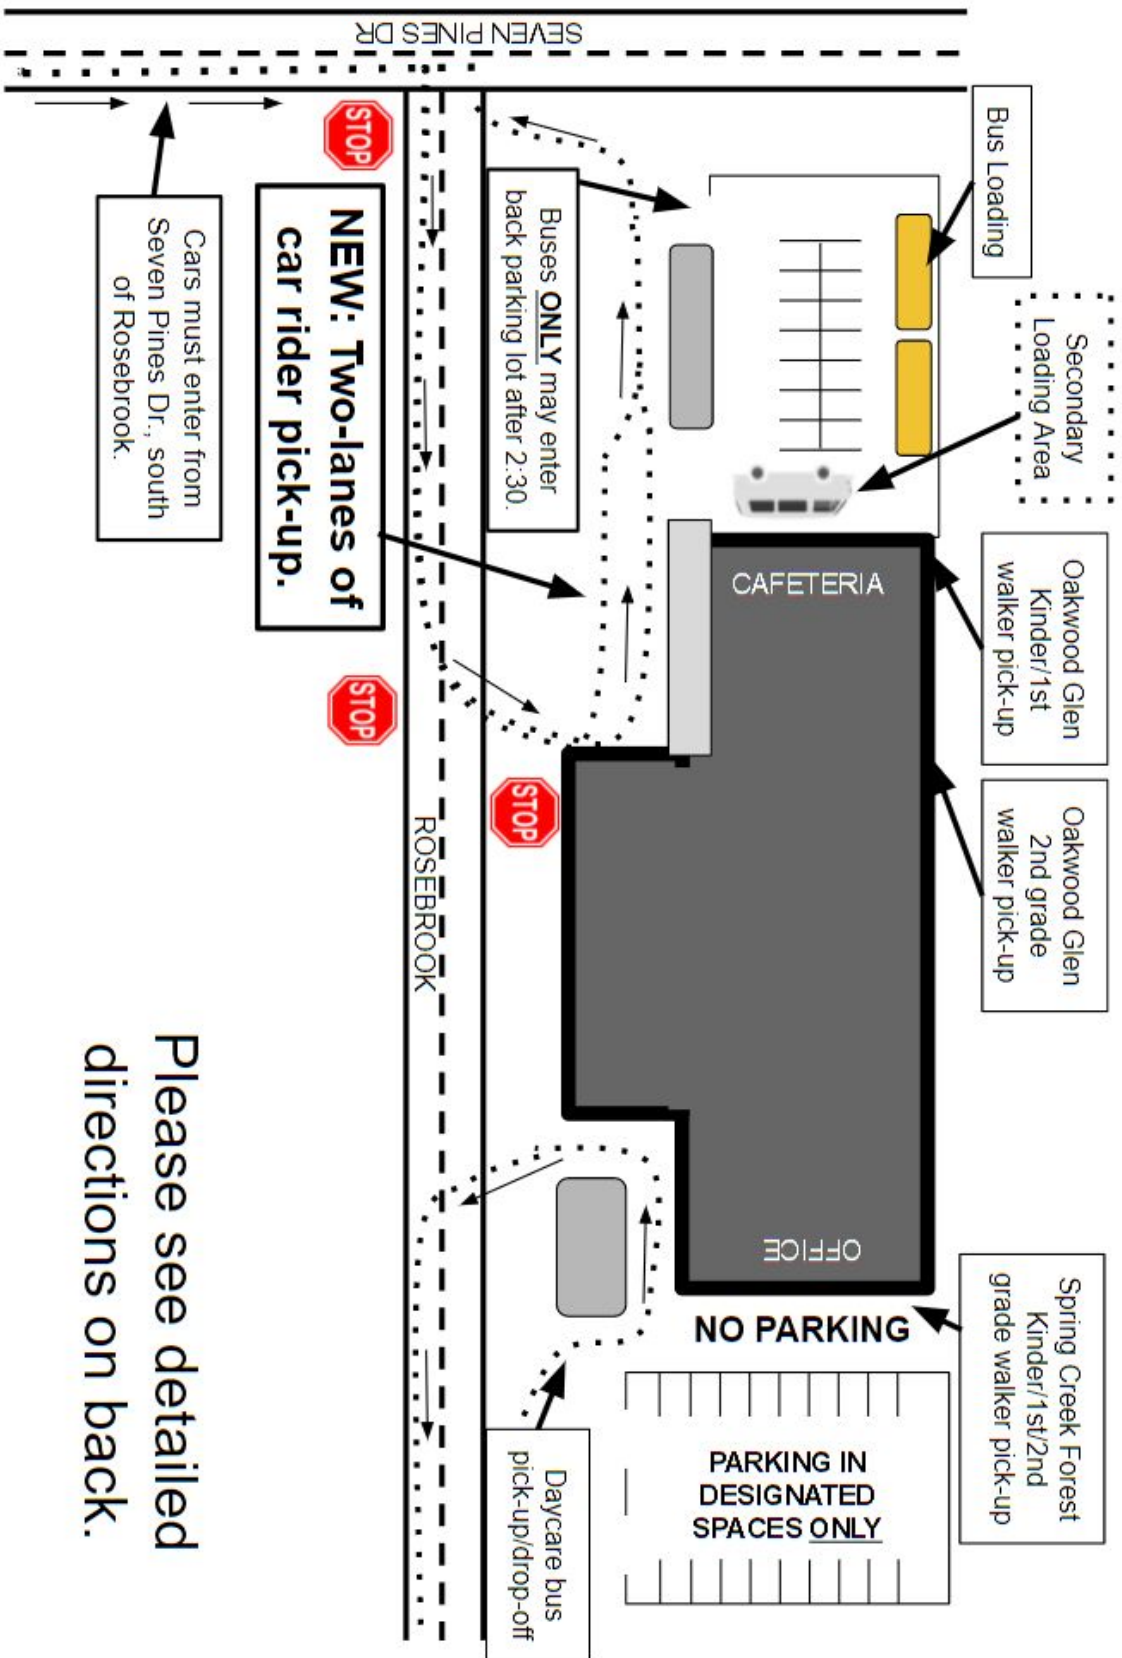 SEVEN PINES DR
Bus Loading
Secondary
Loading Area
Oakwood Glen
Kinder/1st
walker pick-up
Oakwood Glen
2nd grade
walker pick-up
Spring Creek Forest
Kinder/1st/2nd
grade walker pick-up
CAFETERIA
OFFICE
NO PARKING
PARKING IN
DESIGNATED
SPACES ONLY
Buses ONLY may enter
back parking lot after 2:30.
STOP
Daycare bus
pick-up/drop-off
ROSEBROOK
STOP
STOP
NEW: Two-lanes of
car rider pick-up.
Cars must enter from
Seven Pines Dr., south
of Rosebrook.
Please see detailed
directions on back.